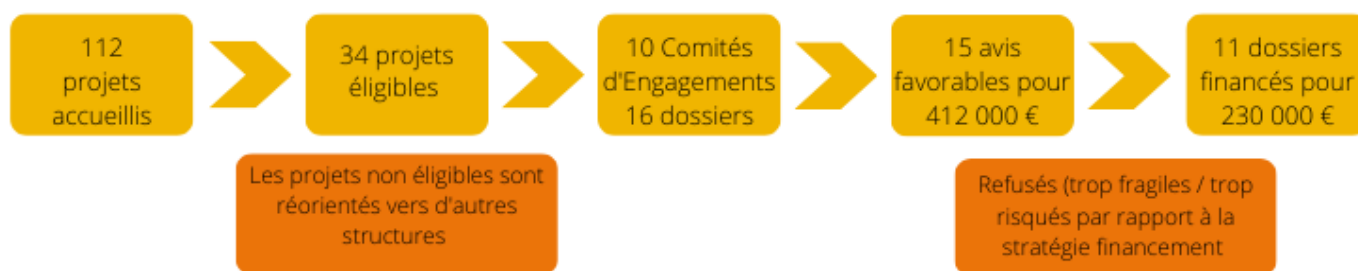 112
projets
accueillis
34 projets
éligibles
10 Comités
d'Engagements
16 dossiers
15 avis
favorables pour
412 000 €
11 dossiers
financés pour
230 000 €
Les projets non éligibles sont
réorientés vers d'autres
structures
Refusés (trop fragiles / trop
risqués par rapport à la
stratégie financement